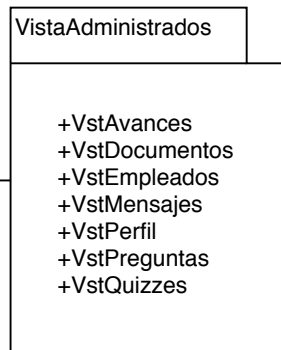 VistaAdministrados
+VstAvances
+VstDocumentos
+VstEmpleados
+VstMensajes
+VstPerfil
+VstPreguntas
+VstQuizzes